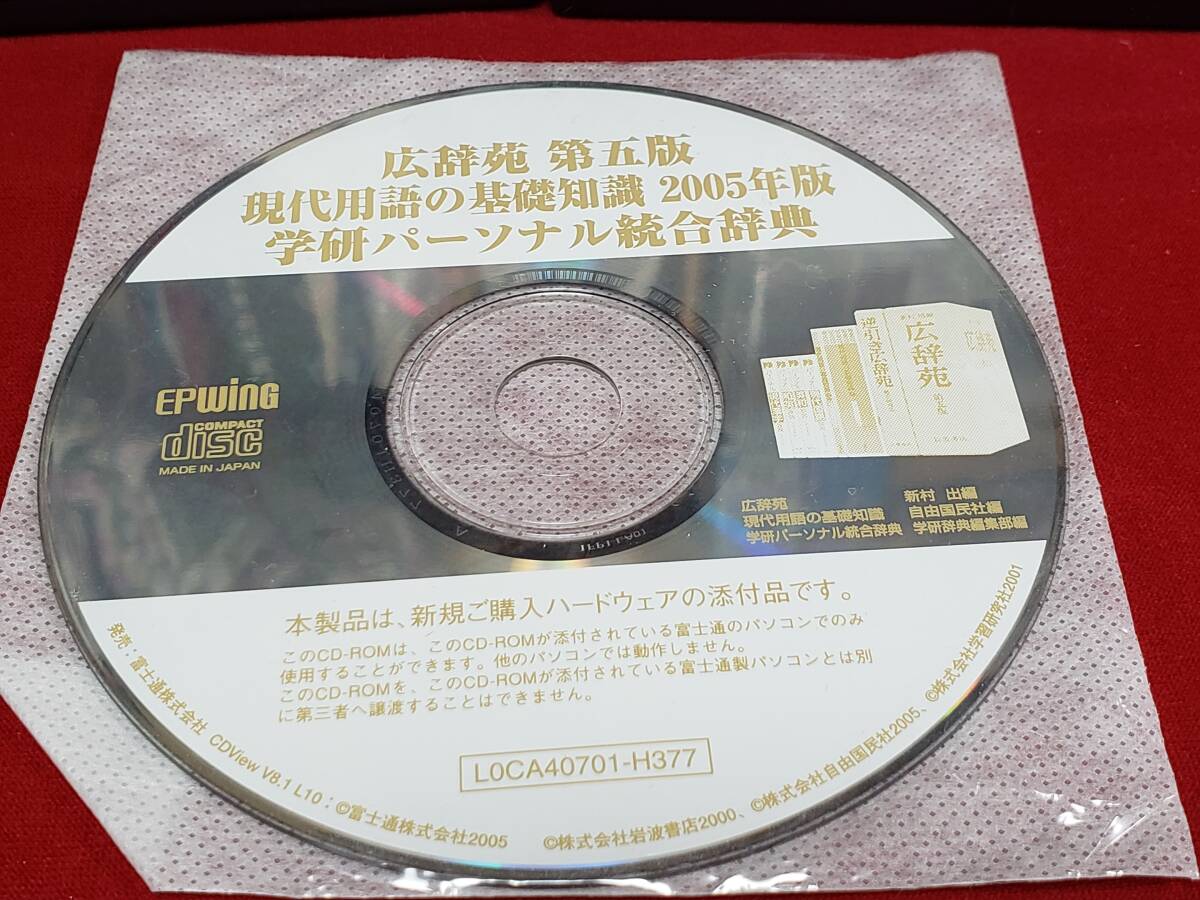 広辞苑 第五版
現代用語の基礎知識 2005年版
学研パーソナル統合辞典
EPWING
COMPACT
disc
MADE IN JAPAN
逆引き広辞苑
広辞苑
広辞苑 新村 出編
現代用語の基礎知識 自由国民社編
学研パーソナル統合辞典 学研辞典編集部編
本製品は、新規ご購入ハードウェアの添付品です。
このCD-ROMは、このCD-ROMが添付されている富士通のパソコンでのみ
使用することができます。他のパソコンでは動作しません。
このCD-ROMを、このCD-ROMが添付されている富士通製パソコンとは別
に第三者へ譲渡することはできません。
L0CA40701-H377
発売：富士通株式会社 CDView V8.1 L10：©富士通株式会社2005 ©株式会社岩波書店2000、©株式会社自由国民社2005、©株式会社学習研究社2001